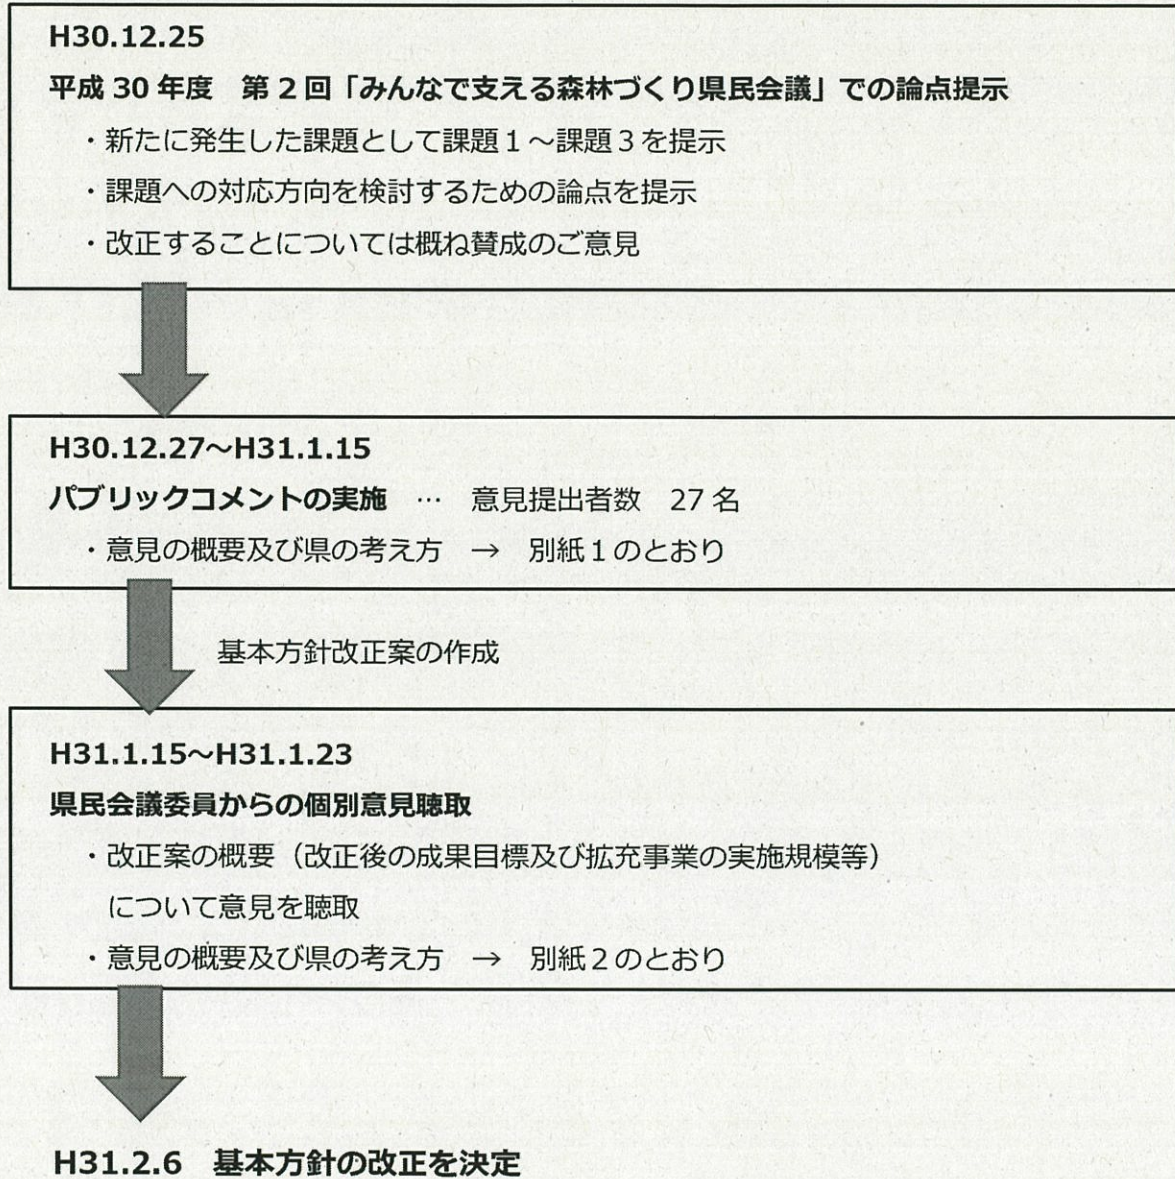 H30.12.25
平成 30 年度　第 2 回「みんなで支える森林づくり県民会議」での論点提示
・新たに発生した課題として課題１～課題３を提示
・課題への対応方向を検討するための論点を提示
・改正することについては概ね賛成のご意見
H30.12.27～H31.1.15
パブリックコメントの実施　…　意見提出者数　27 名
・意見の概要及び県の考え方　→　別紙１のとおり
基本方針改正案の作成
H31.1.15～H31.1.23
県民会議委員からの個別意見聴取
・改正案の概要（改正後の成果目標及び拡充事業の実施規模等）
について意見を聴取
・意見の概要及び県の考え方　→　別紙２のとおり
H31.2.6　基本方針の改正を決定